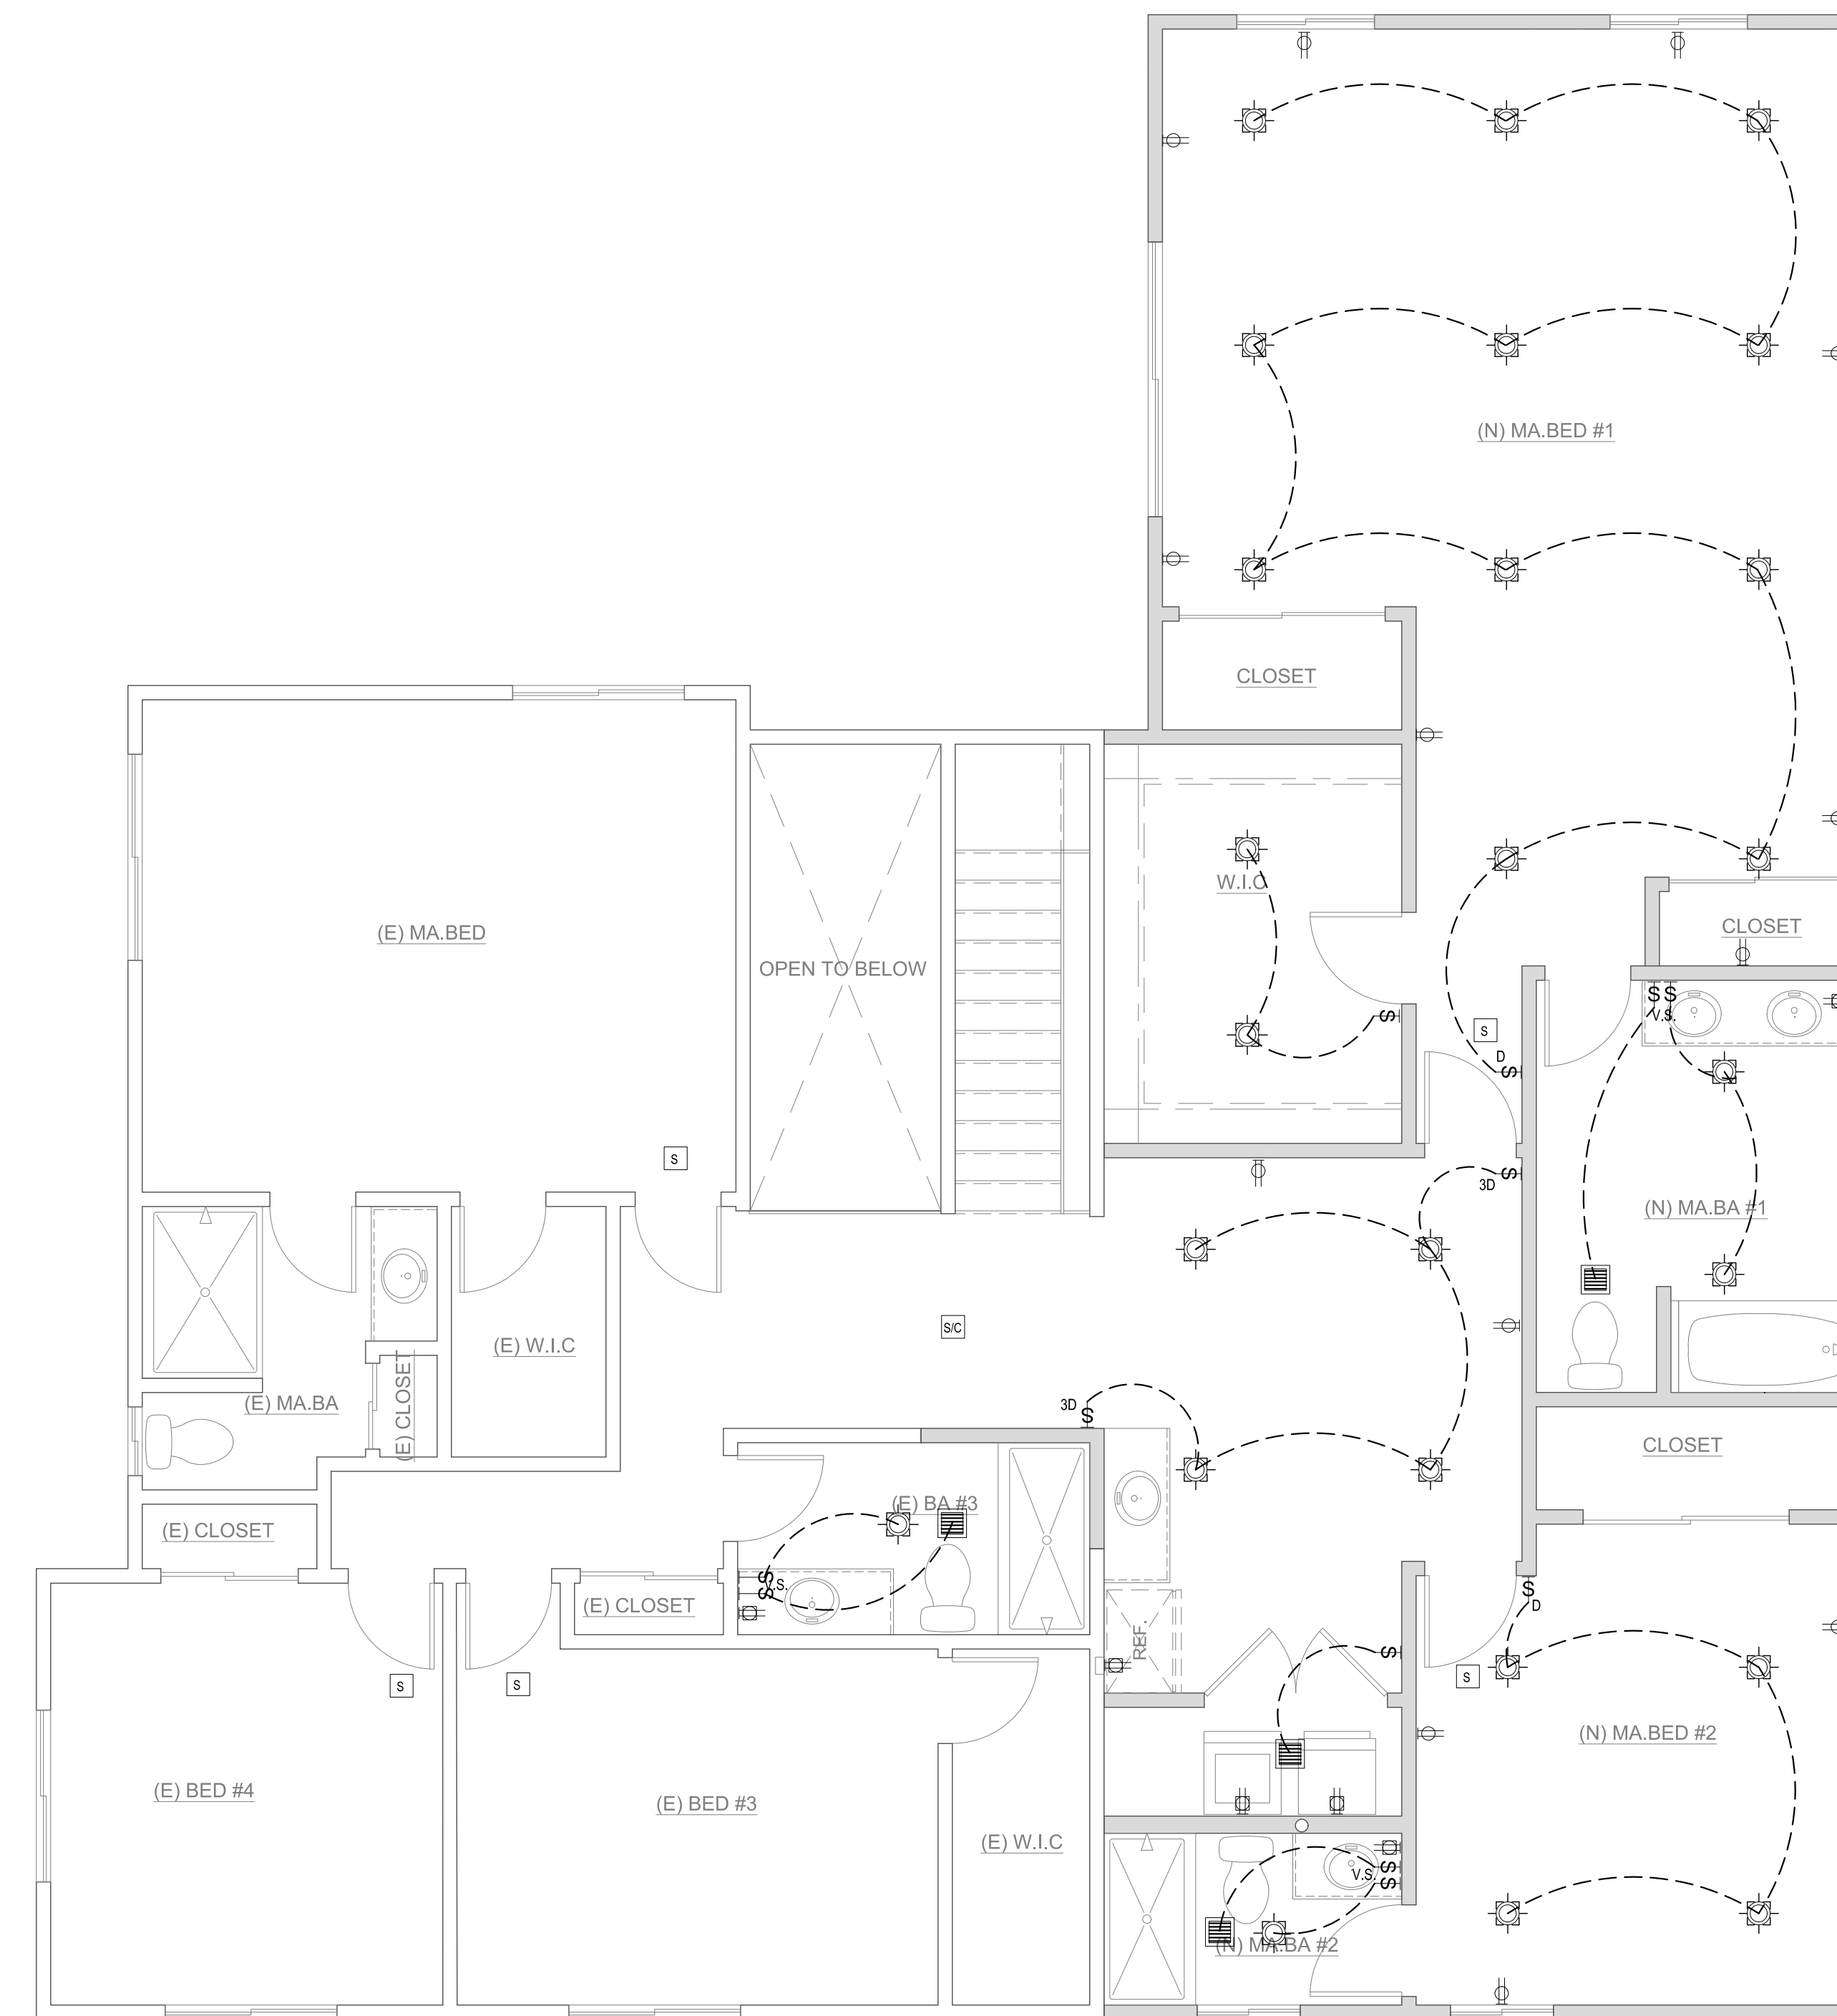 (N) MA.BED #1
CLOSET
W.I.C
CLOSET
(E) MA.BED
OPEN TO BELOW
$
$$
V.S.
S
D
$
S
3D
$
(N) MA.BA #1
S/C
(E) W.I.C
(E) CLOSET
(E) MA.BA
3D
$
CLOSET
(E) BA #3
(E) CLOSET
$
$
V.S.
(E) CLOSET
$
D
REF.
$
S
S
S
(N) MA.BED #2
(E) BED #4
(E) BED #3
(E) W.I.C
V.S.
$
$
(N) MA.BA #2